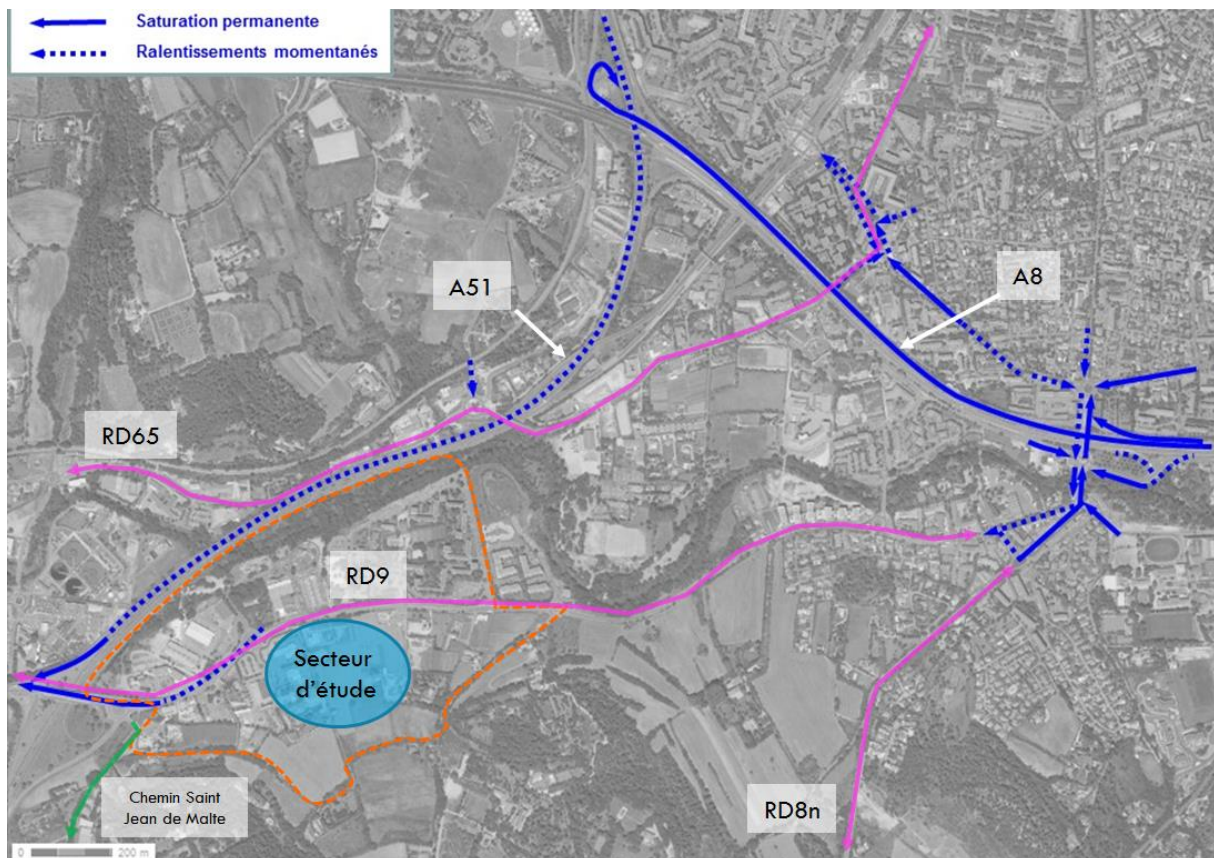 Saturation permanente
Ralentissements momentanés
A51
A8
RD65
RD9
Secteur
d'étude
Chemin Saint
Jean de Malte
RD8n
0 200 m